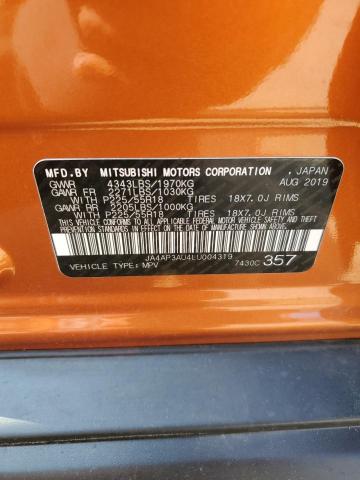 MFD.BY MITSUBISHI MOTORS CORPORATION , JAPAN
GVWR 4343LBS/1970KG AUG 2019
GAWR FR 2271LBS/1030KG
WITH P225/55R18 TIRES 18X7.0J RIMS
GAWR RR 2205LBS/1000KG
WITH P225/55R18 TIRES 18X7.0J RIMS
THIS VEHICLE CONFORMS TO ALL APPLICABLE FEDERAL MOTOR VEHICLE SAFETY, BUMPER, AND THEFT PREVENTION STANDARDS IN EFFECT ON THE DATE OF MANUFACTURE SHOWN ABOVE.
JA4AP3AU4LU004319
VEHICLE TYPE: MPV 7430C 357